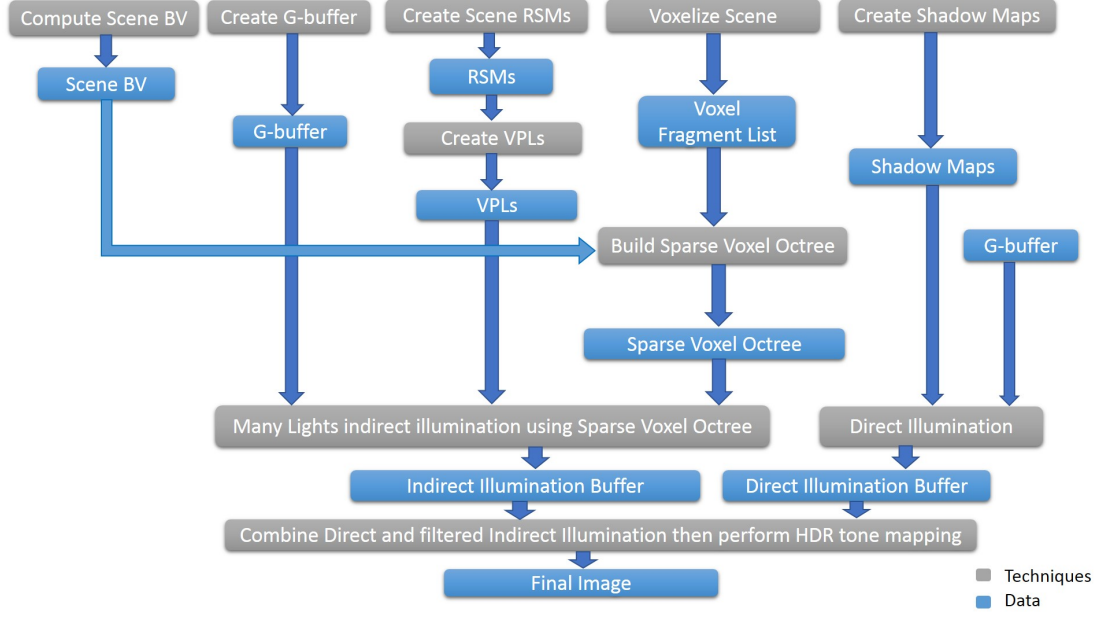 Compute Scene BV
Create G-buffer
Create Scene RSMs
Voxelize Scene
Create Shadow Maps
Scene BV
RSMs
Voxel
Fragment List
G-buffer
Create VPLs
Shadow Maps
VPLs
Build Sparse Voxel Octree
G-buffer
Sparse Voxel Octree
Many Lights indirect illumination using Sparse Voxel Octree
Direct Illumination
Indirect Illumination Buffer
Direct Illumination Buffer
Combine Direct and filtered Indirect Illumination then perform HDR tone mapping
Final Image
Techniques
Data